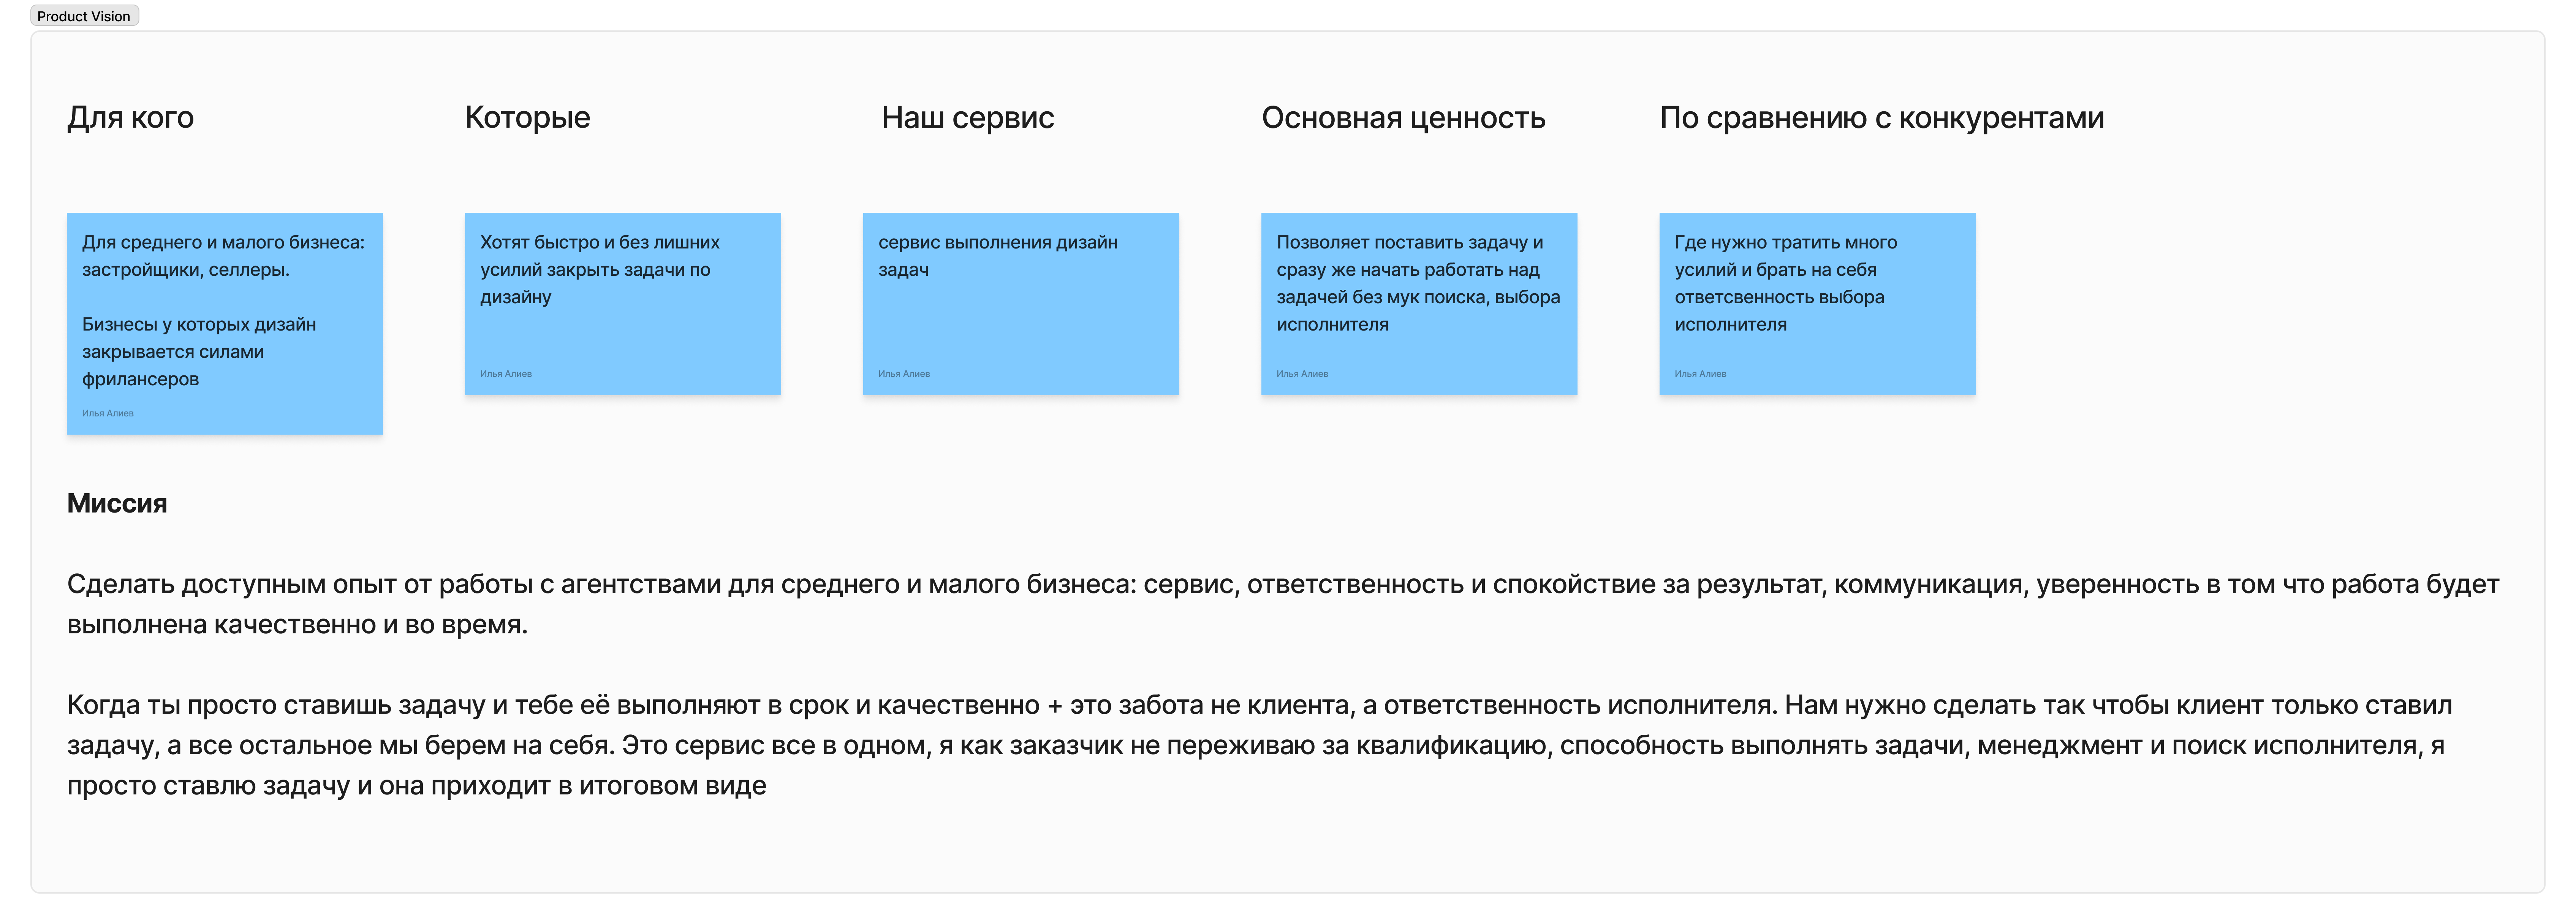 Product Vision
Для кого
Которые
Наш сервис
Основная ценность
По сравнению с конкурентами
Для среднего и малого бизнеса:
застройщики, селлеры.
Бизнесы у которых дизайн
закрывается силами
фрилансеров
Илья Алиев
Хотят быстро и без лишних
усилий закрыть задачи по
дизайну
Илья Алиев
сервис выполнения дизайн
задач
Илья Алиев
Позволяет поставить задачу и
сразу же начать работать над
задачей без мук поиска, выбора
исполнителя
Илья Алиев
Где нужно тратить много
усилий и брать на себя
ответсвенность выбора
исполнителя
Илья Алиев
Миссия
Сделать доступным опыт от работы с агентствами для среднего и малого бизнеса: сервис, ответственность и спокойствие за результат, коммуникация, уверенность в том что работа будет
выполнена качественно и во время.
Когда ты просто ставишь задачу и тебе её выполняют в срок и качественно + это забота не клиента, а ответственность исполнителя. Нам нужно сделать так чтобы клиент только ставил
задачу, а все остальное мы берем на себя. Это сервис все в одном, я как заказчик не переживаю за квалификацию, способность выполнять задачи, менеджмент и поиск исполнителя, я
просто ставлю задачу и она приходит в итоговом виде